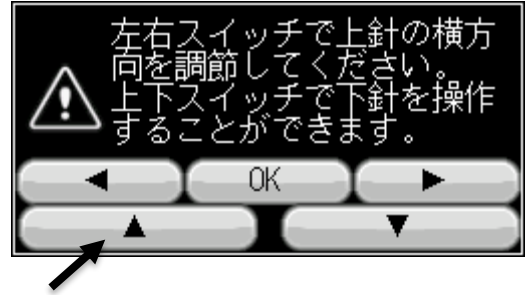 左右スイッチで上針の横方
向を調節してください。
上下スイッチで下針を操作
することができます。
OK